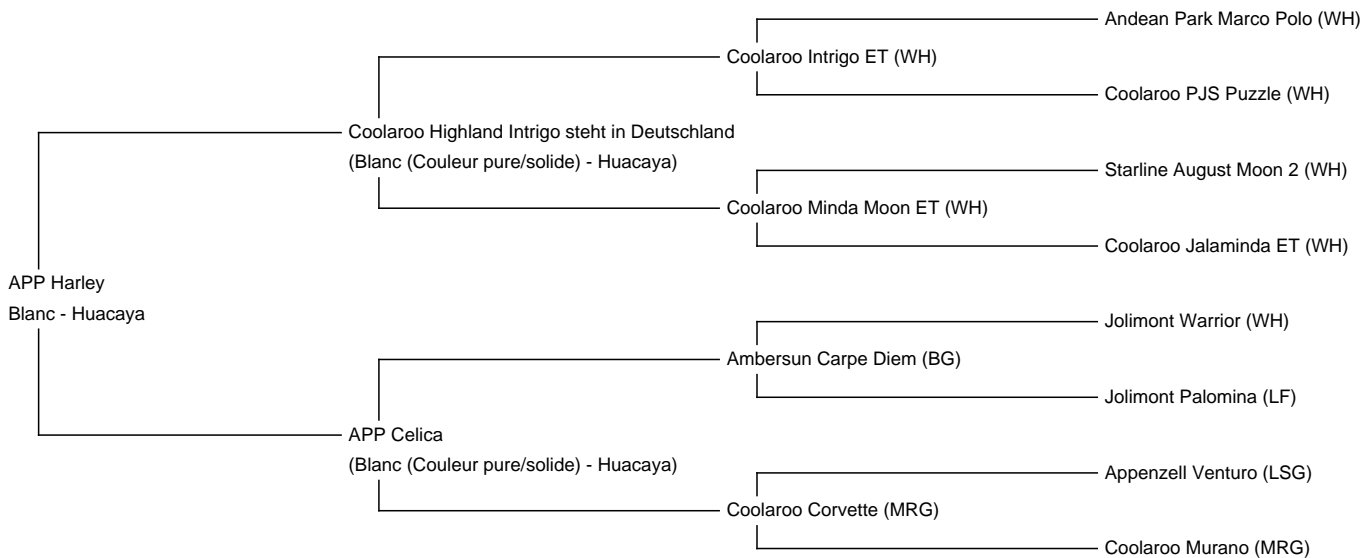 Andean Park Marco Polo (WH)
Coolaroo Intrigo ET (WH)
Coolaroo PJS Puzzle (WH)
Coolaroo Highland Intrigo steht in Deutschland
(Blanc (Couleur pure/solide) - Huacaya)
Starline August Moon 2 (WH)
Coolaroo Minda Moon ET (WH)
Coolaroo Jalaminda ET (WH)
APP Harley
Blanc - Huacaya
Jolimont Warrior (WH)
Ambersun Carpe Diem (BG)
Jolimont Palomina (LF)
APP Celica
(Blanc (Couleur pure/solide) - Huacaya)
Appenzell Venturo (LSG)
Coolaroo Corvette (MRG)
Coolaroo Murano (MRG)